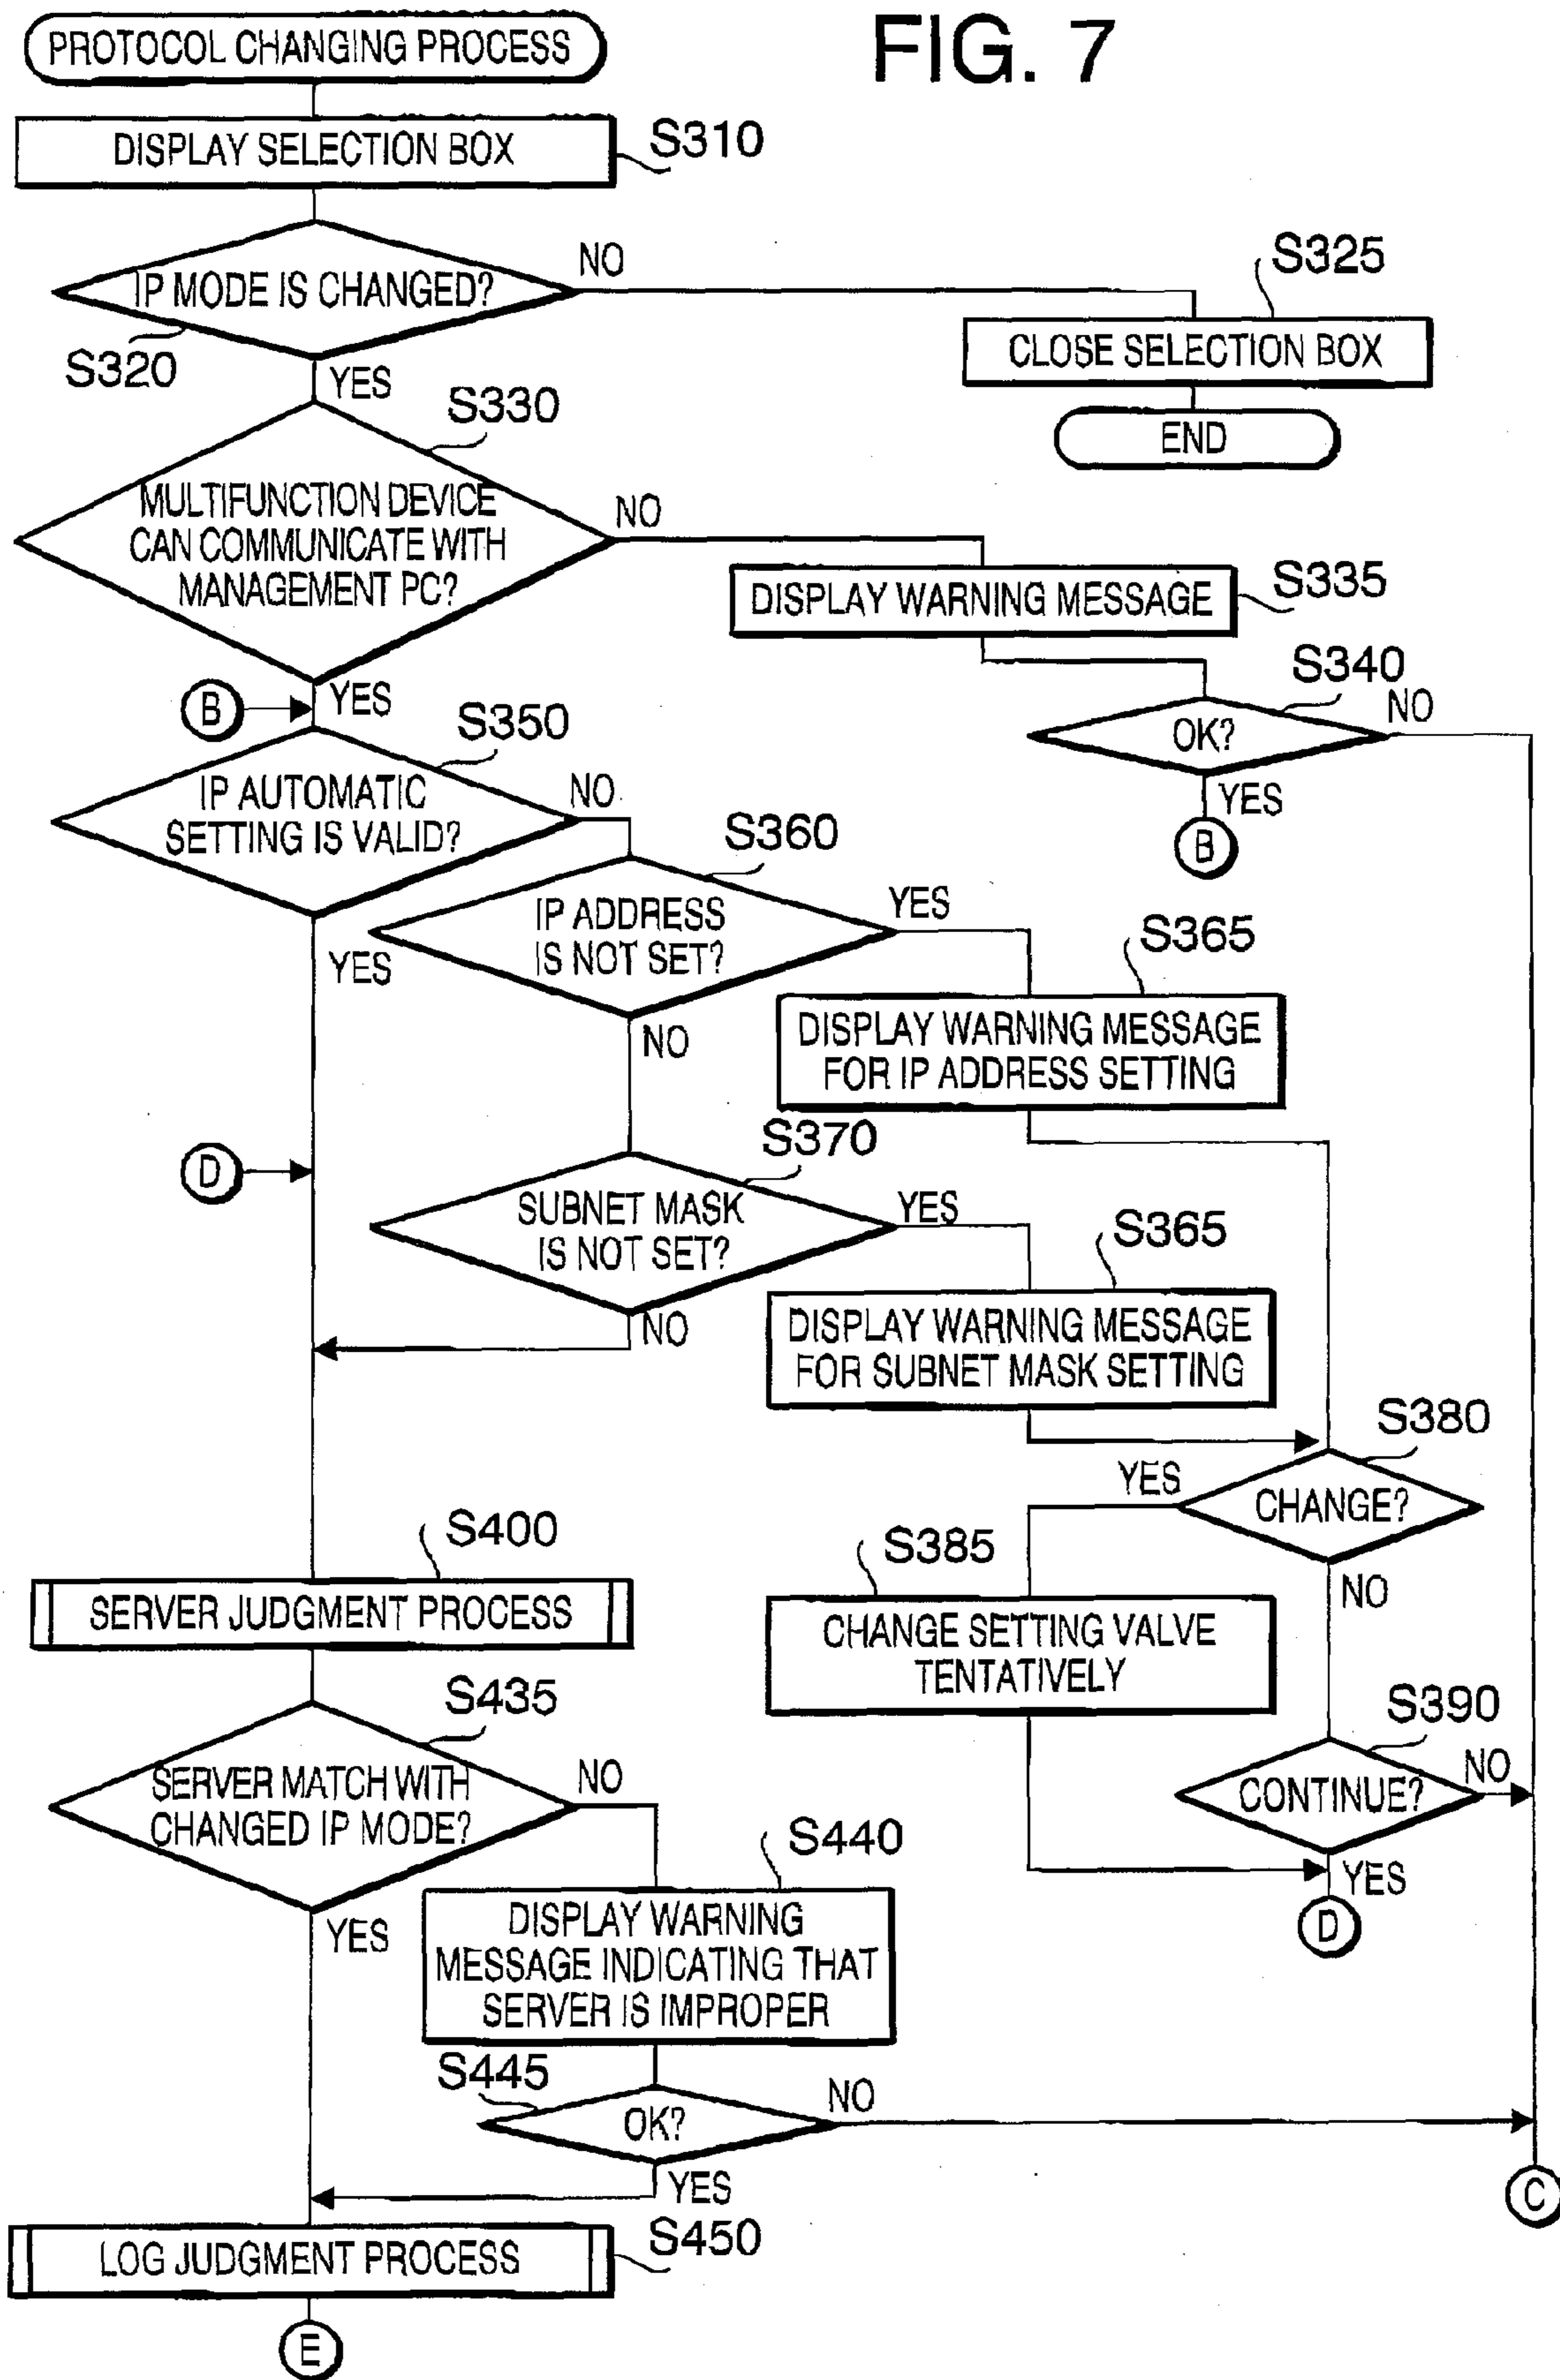 FIG. 7
PROTOCOL CHANGING PROCESS
DISPLAY SELECTION BOX
S310
IP MODE IS CHANGED?
NO
S320
YES
S325
CLOSE SELECTION BOX
END
S330
MULTIFUNCTION DEVICE
CAN COMMUNICATE WITH
MANAGEMENT PC?
NO
DISPLAY WARNING MESSAGE
S335
S340
OK?
NO
YES
B
B
YES
S350
IP AUTOMATIC
SETTING IS VALID?
NO
YES
S360
IP ADDRESS
IS NOT SET?
YES
NO
S365
DISPLAY WARNING MESSAGE
FOR IP ADDRESS SETTING
D
S370
SUBNET MASK
IS NOT SET?
YES
NO
S365
DISPLAY WARNING MESSAGE
FOR SUBNET MASK SETTING
S380
CHANGE?
YES
NO
S385
CHANGE SETTING VALVE
TENTATIVELY
S390
CONTINUE?
NO
YES
D
S400
SERVER JUDGMENT PROCESS
S435
SERVER MATCH WITH
CHANGED IP MODE?
NO
YES
S440
DISPLAY WARNING
MESSAGE INDICATING THAT
SERVER IS IMPROPER
S445
OK?
NO
YES
C
LOG JUDGMENT PROCESS
S450
E